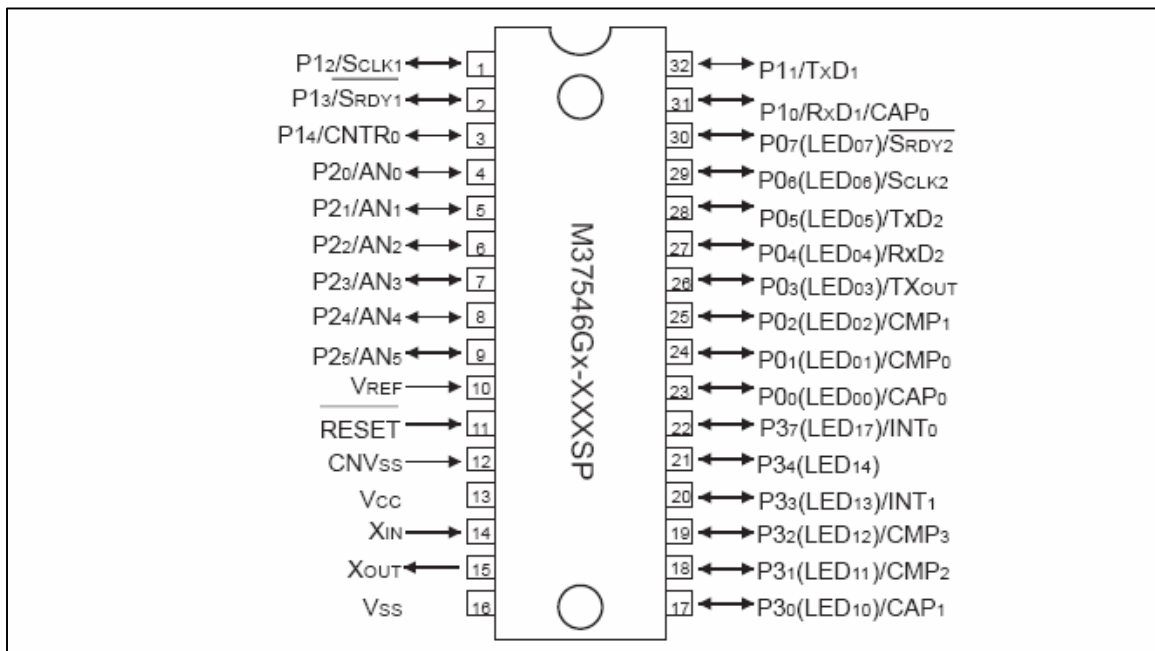 P12/SCLK1 1
P13/SRDY1 2
P14/CNTR0 3
P20/AN0 4
P21/AN1 5
P22/AN2 6
P23/AN3 7
P24/AN4 8
P25/AN5 9
VREF 10
RESET 11
CNVSS 12
VCC 13
XIN 14
XOUT 15
VSS 16
M37546Gx-XXXSP
32 P11/TxD1
31 P10/RxD1/CAP0
30 P07(LED07)/SRDY2
29 P06(LED06)/SCLK2
28 P05(LED05)/TxD2
27 P04(LED04)/RxD2
26 P03(LED03)/TXOUT
25 P02(LED02)/CMP1
24 P01(LED01)/CMP0
23 P00(LED00)/CAP0
22 P37(LED17)/INT0
21 P34(LED14)
20 P33(LED13)/INT1
19 P32(LED12)/CMP3
18 P31(LED11)/CMP2
17 P30(LED10)/CAP1